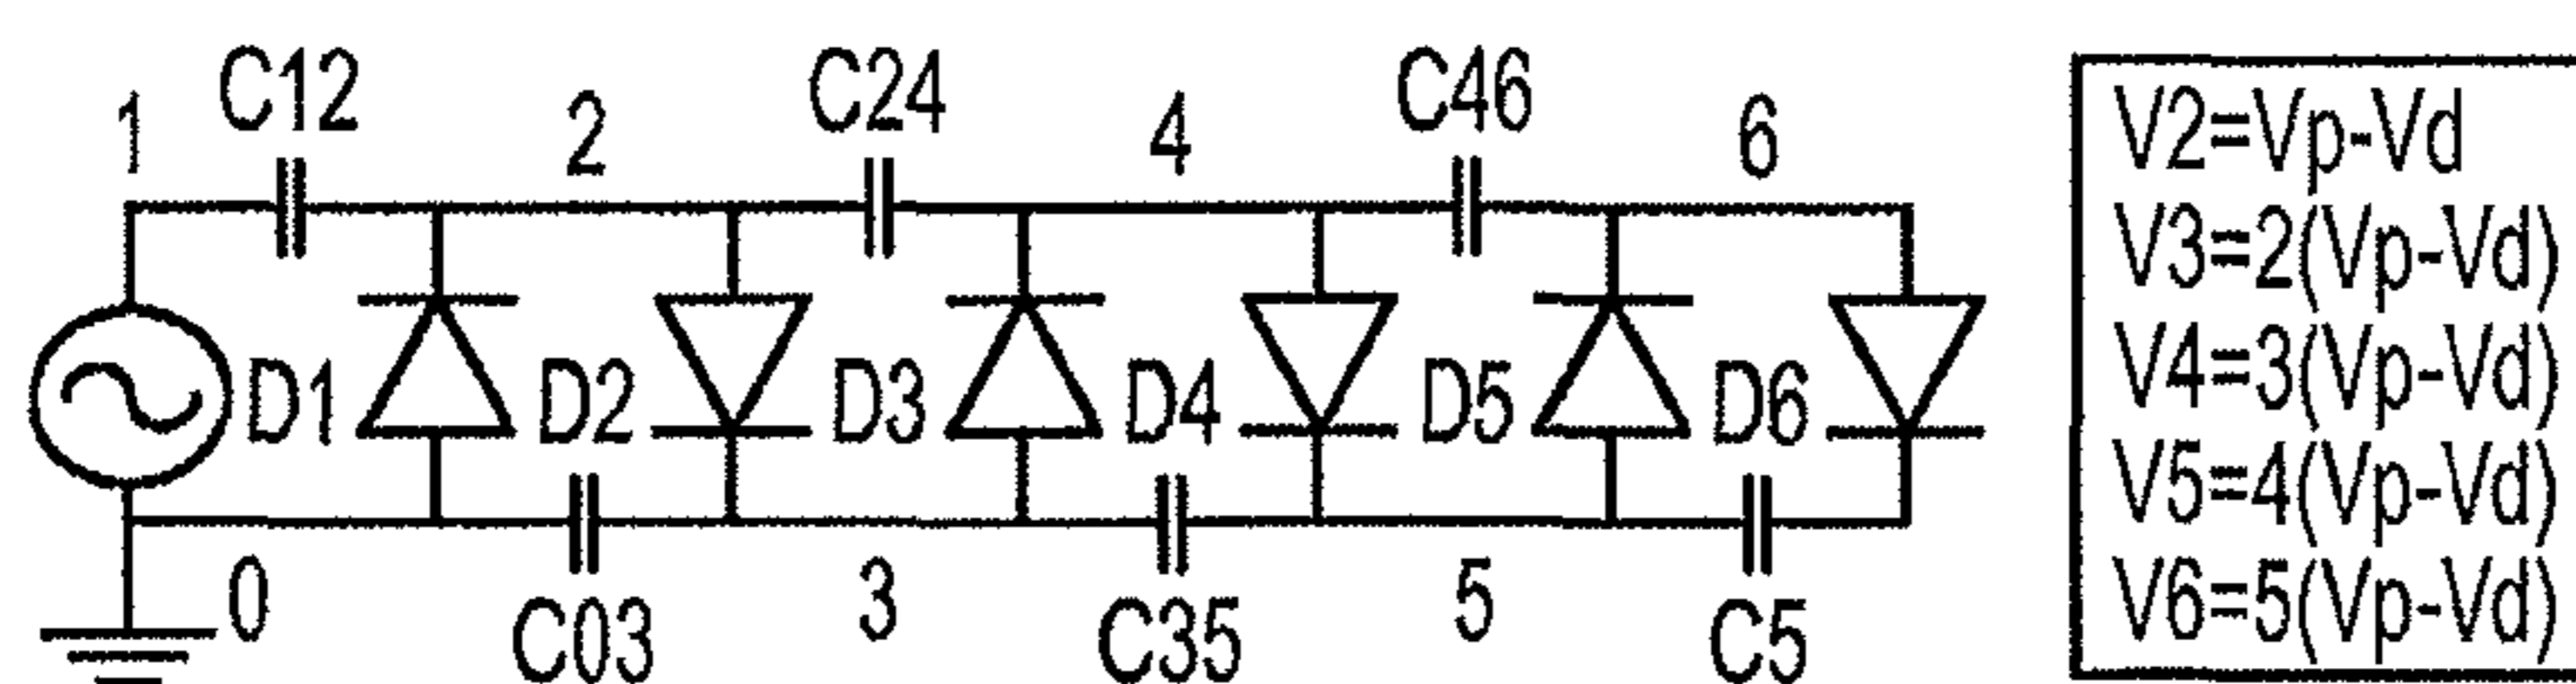 1
C12
2
C24
4
C46
6
D1
D2
D3
D4
D5
D6
0
C03
3
C35
5
C5
V2=Vp-Vd
V3=2(Vp-Vd)
V4=3(Vp-Vd)
V5=4(Vp-Vd)
V6=5(Vp-Vd)